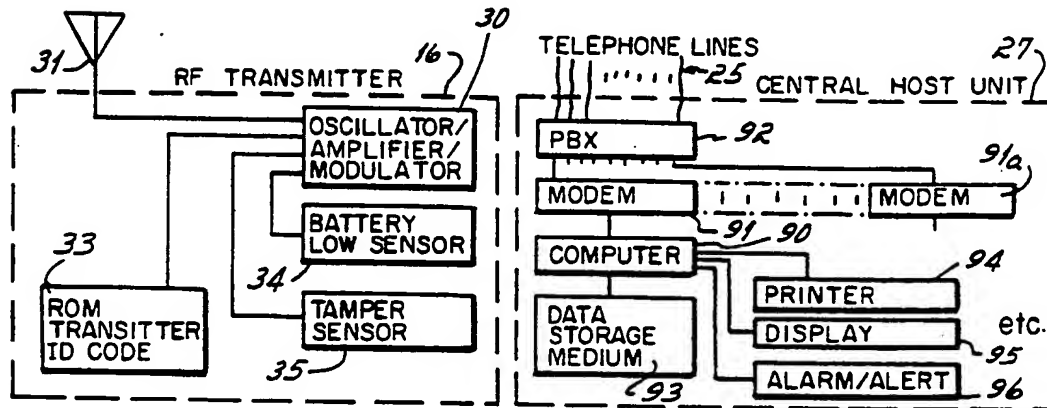 31
RF TRANSMITTER
16
30
OSCILLATOR/
AMPLIFIER/
MODULATOR
BATTERY
LOW SENSOR
34
33
ROM
TRANSITTER
ID CODE
TAMPER
SENSOR
35
TELEPHONE LINES
25
CENTRAL HOST UNIT
27
PBX
92
91a
MODEM
91
MODEM
90
COMPUTER
94
PRINTER
DATA
STORAGE
MEDIUM
93
DISPLAY
95
etc.
ALARM/ALERT
96